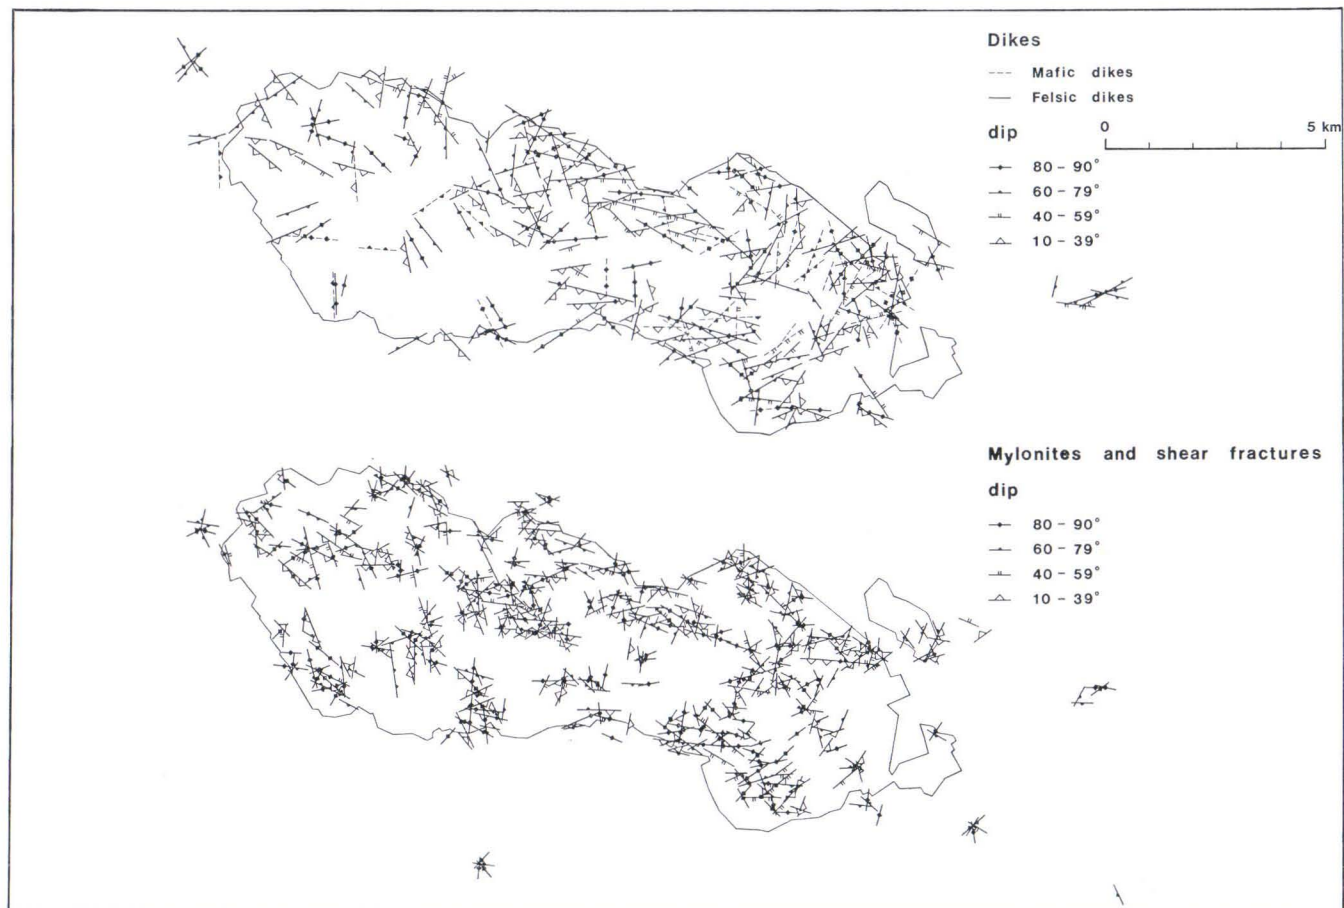 Dikes
Mafic dikes
Felsic dikes
0 5 km
dip
80 - 90°
60 - 79°
40 - 59°
10 - 39°
Mylonites and shear fractures
dip
80 - 90°
60 - 79°
40 - 59°
10 - 39°